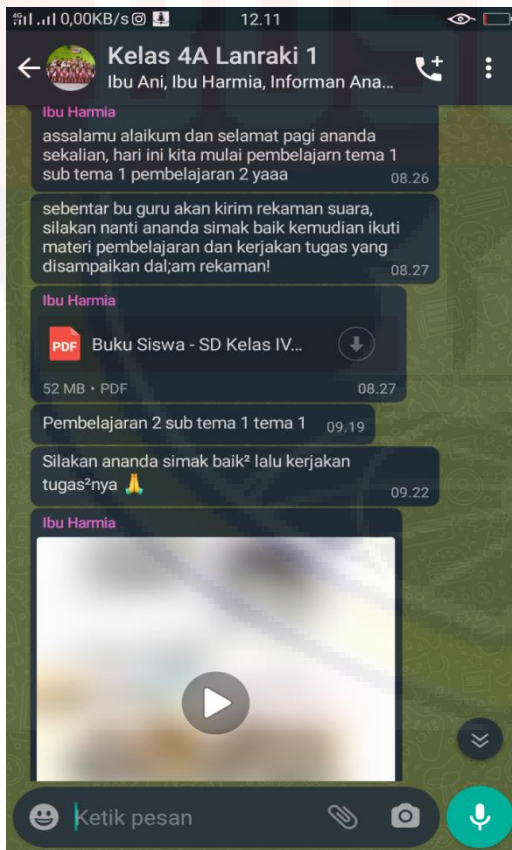 0,00KB/s
12.11
Kelas 4A Lanraki 1
Ibu Ani, Ibu Harmia, Informan Ana...
Ibu Harmia
assalamu alaikum dan selamat pagi ananda
sekalian, hari ini kita mulai pembelajarn tema 1
sub tema 1 pembelajaran 2 yaaa
08.26
sebentar bu guru akan kirim rekaman suara,
silakan nanti ananda simak baik kemudian ikuti
materi pembelajaran dan kerjakan tugas yang
disampaikan dal;am rekaman!
08.27
Ibu Harmia
PDF
Buku Siswa - SD Kelas IV...
52 MB • PDF
08.27
Pembelajaran 2 sub tema 1 tema 1
09.19
Silakan ananda simak baik² lalu kerjakan
tugas²nya 🙏
09.22
Ibu Harmia
Ketik pesan